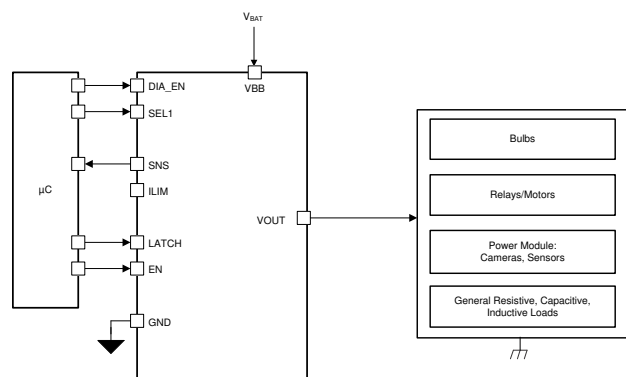 V_BAT
DIA_EN
VBB
SEL1
SNS
µC
ILIM
VOUT
LATCH
EN
GND
Bulbs
Relays/Motors
Power Module:
Cameras, Sensors
General Resistive, Capacitive,
Inductive Loads